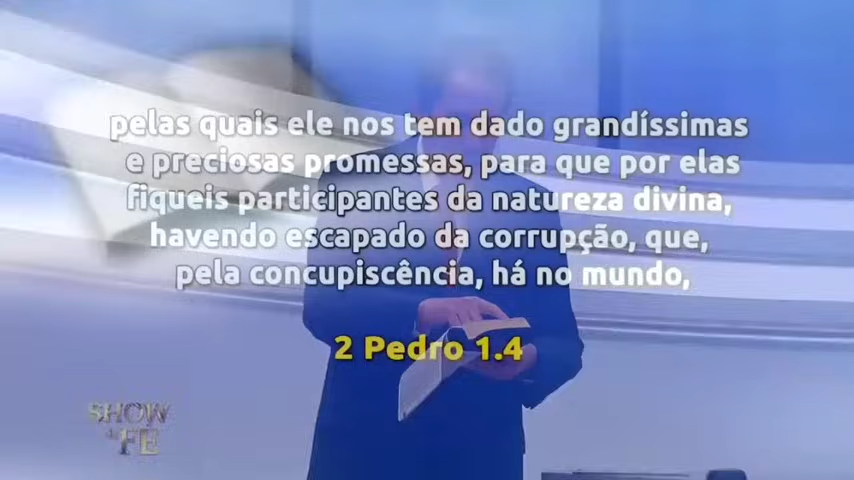 pelas quais ele nos tem dado grandíssimas
e preciosas promessas, para que por elas
fiqueis participantes da natureza divina,
havendo escapado da corrupção, que,
pela concupiscência, há no mundo,
2 Pedro 1.4
SHOW
da FÉ